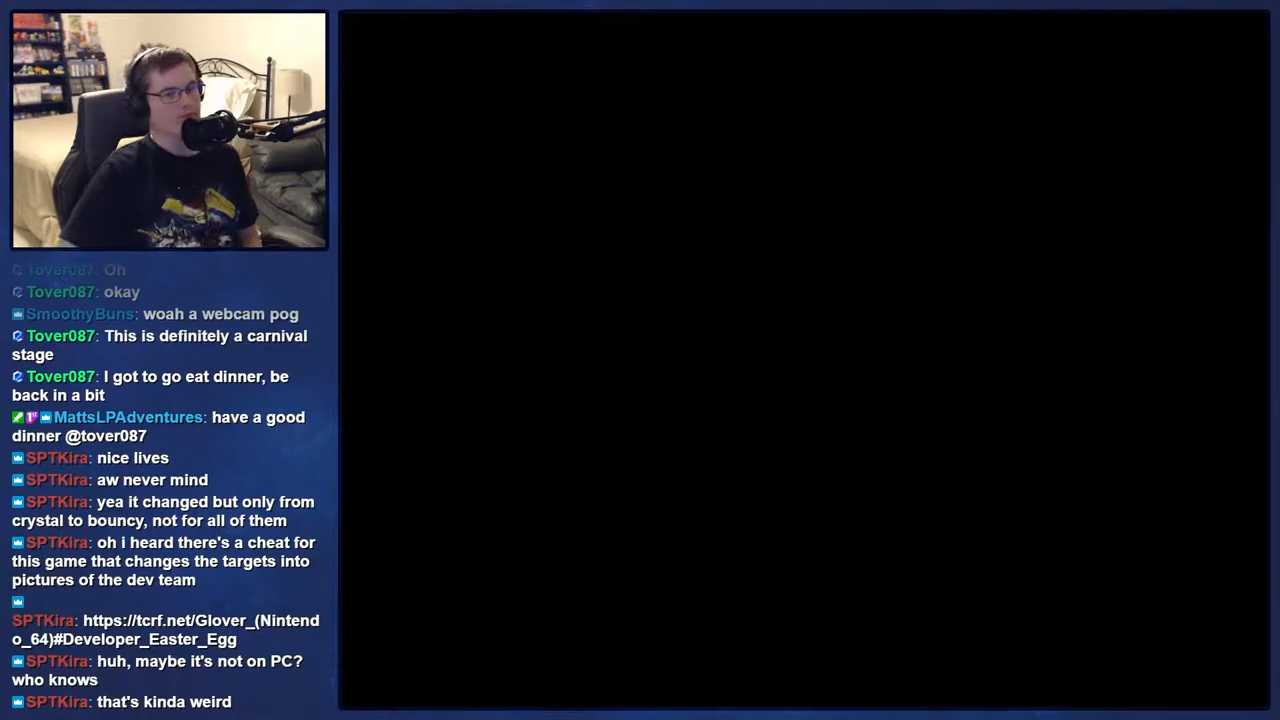 Tover087: Oh
Tover087: okay
SmoothyBuns: woah a webcam pog
Tover087: This is definitely a carnival
stage
Tover087: I got to go eat dinner, be
back in a bit
MattsLPAdventures: have a good
dinner @tover087
SPTKira: nice lives
SPTKira: aw never mind
SPTKira: yea it changed but only from
crystal to bouncy, not for all of them
SPTKira: oh i heard there's a cheat for
this game that changes the targets into
pictures of the dev team
SPTKira: https://tcrf.net/Glover_(Nintend
o_64)#Developer_Easter_Egg
SPTKira: huh, maybe it's not on PC?
who knows
SPTKira: that's kinda weird